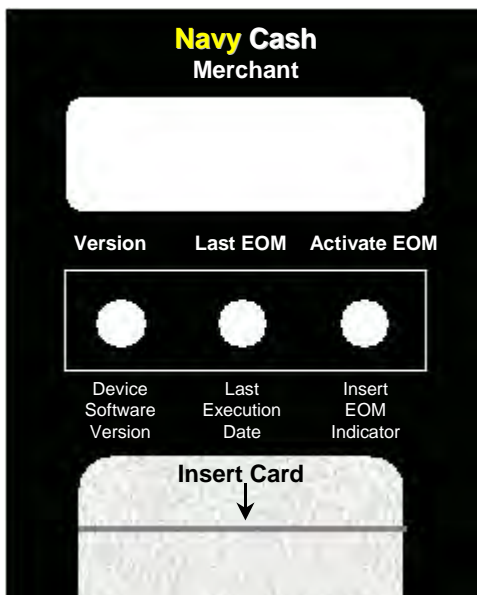 Navy Cash
Merchant
Version Last EOM Activate EOM
Device Last Insert
Software Execution EOM
Version Date Indicator
Insert Card